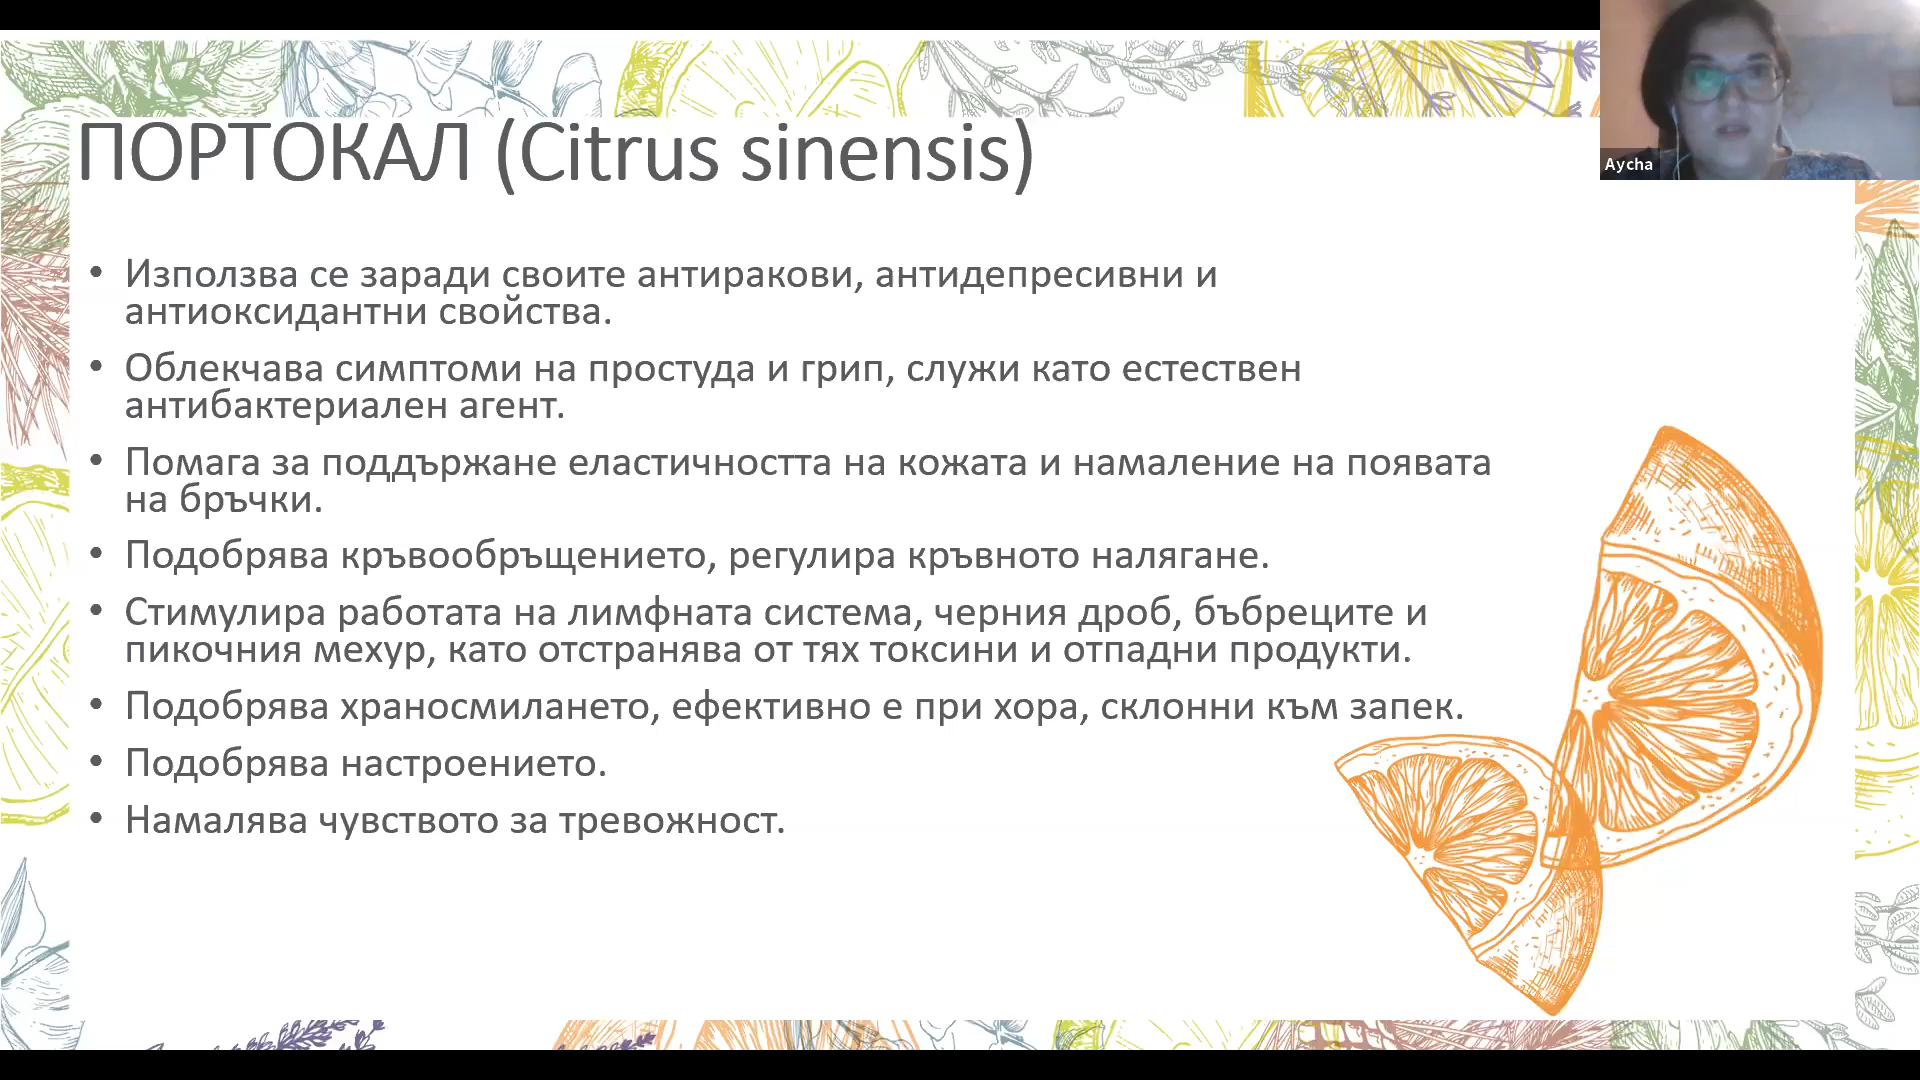 Aycha
ПОРТОКАЛ (Citrus sinensis)
• Използва се заради своите антиракови, антидепресивни и
антиоксидантни свойства.
• Облекчава симптоми на простуда и грип, служи като естествен
антибактериален агент.
• Помага за поддържане еластичността на кожата и намаление на появата
на бръчки.
• Подобрява кръвообръщението, регулира кръвното налягане.
• Стимулира работата на лимфната система, черния дроб, бъбреците и
пикочния мехур, като отстранява от тях токсини и отпадни продукти.
• Подобрява храносмилането, ефективно е при хора, склонни към запек.
• Подобрява настроението.
• Намалява чувството за тревожност.